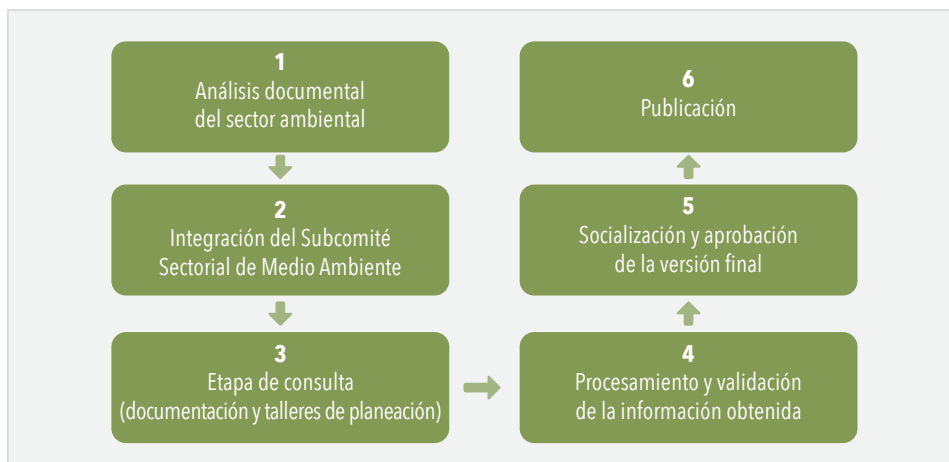 1
Análisis documental
del sector ambiental
2
Integración del Subcomité
Sectorial de Medio Ambiente
3
Etapa de consulta
(documentación y talleres de planeación)
4
Procesamiento y validación
de la información obtenida
5
Socialización y aprobación
de la versión final
6
Publicación